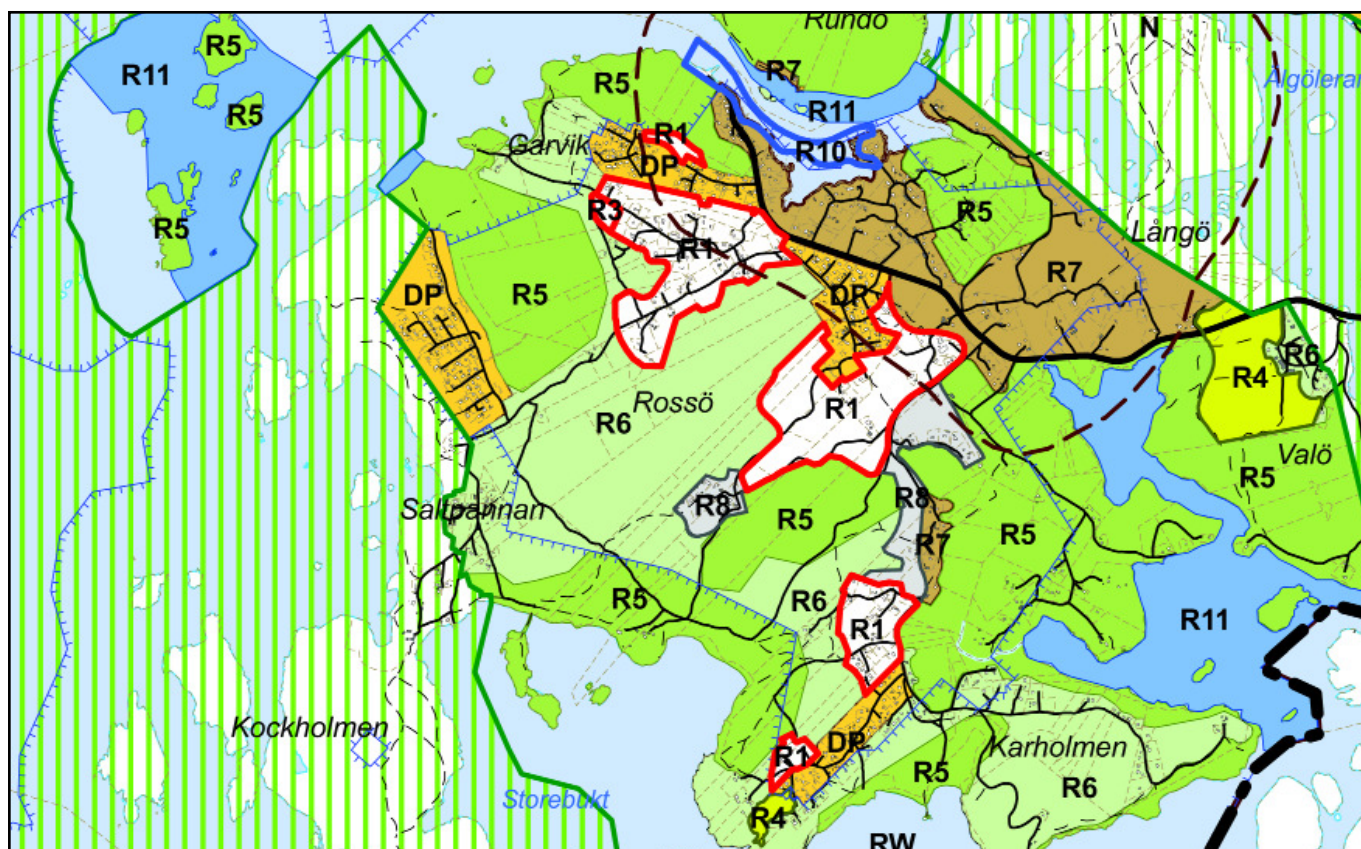 Rundö
N
R5
R11
R5
R7
Älgöleran
R5
R11
R1
R10
Garvik
DP
R3
R5
R5
R1
Långö
R7
DP
R5
DP
R6
R4
R1
Rossö
R6
Valö
R5
Saltpannan
R8
R5
R8
R5
R7
R5
R6
R1
R11
Kockholmen
DP
Karholmen
R1
R5
R6
Storebukt
R4
RW